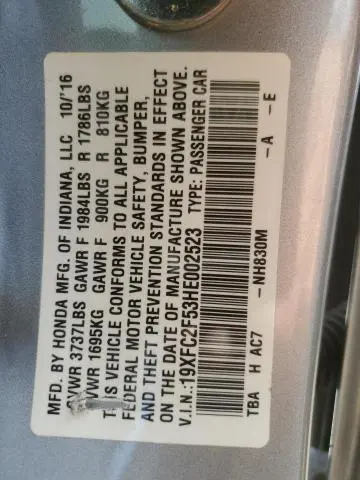 MFD. BY HONDA MFG. OF INDIANA, LLC 10/'16
GVWR 3737LBS GAWR F 1984LBS R 1786LBS
GVWR 1695KG GAWR F 900KG R 810KG
THIS VEHICLE CONFORMS TO ALL APPLICABLE
FEDERAL MOTOR VEHICLE SAFETY, BUMPER,
AND THEFT PREVENTION STANDARDS IN EFFECT
ON THE DATE OF MANUFACTURE SHOWN ABOVE.
V.I.N.:19XFC2F53HE002523 TYPE: PASSENGER CAR
TBA H AC7 -NH830M -A -E